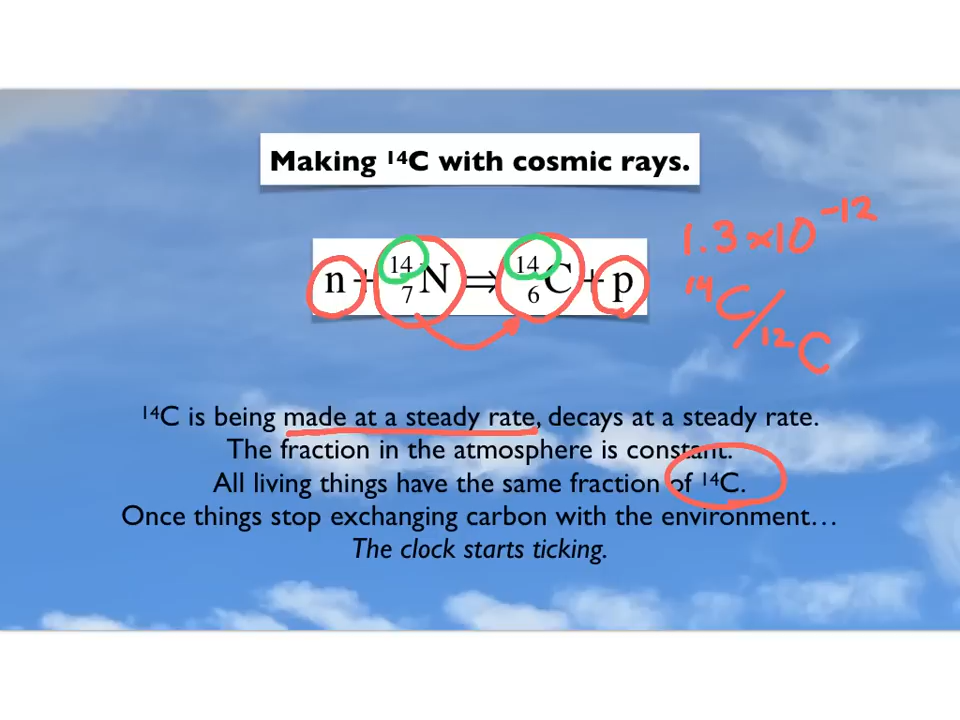 Making ¹⁴C with cosmic rays.
n + ¹⁴₇N ⇒ ¹⁴₆C + p
1.3×10⁻¹²
¹⁴C/¹²C
¹⁴C is being made at a steady rate, decays at a steady rate.
The fraction in the atmosphere is constant.
All living things have the same fraction of ¹⁴C.
Once things stop exchanging carbon with the environment…
The clock starts ticking.